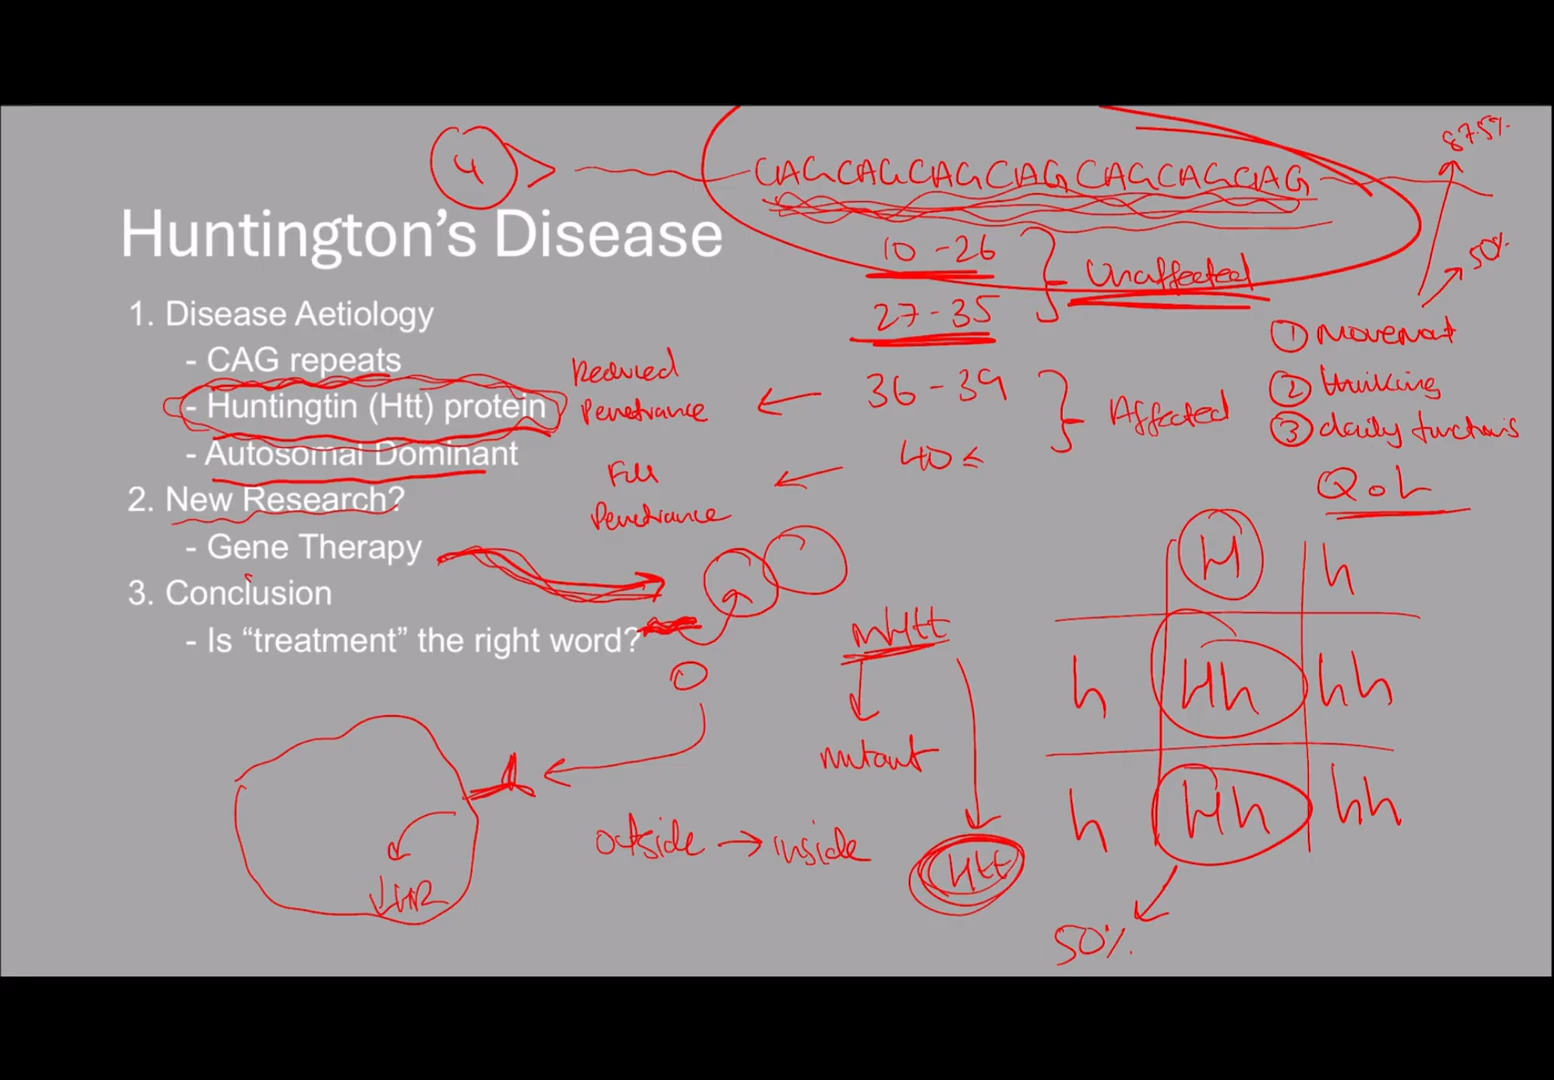 4
CAGCAGCAGCAGCAGCAGCAG
87.5%
50%
Huntington's Disease
10 - 26
Unaffected
27 - 35
1. Disease Aetiology
- CAG repeats
- Huntingtin (Htt) protein
- Autosomal Dominant
2. New Research?
- Gene Therapy
3. Conclusion
- Is “treatment” the right word?
Reduced
Penetrance
36 - 39
Affected
40 ≤
Full
Penetrance
① Movement
② thinking
③ daily functions
QoL
H h
h Hh hh
h Hh hh
50%
mHtt
mutant
Htt
outside → inside